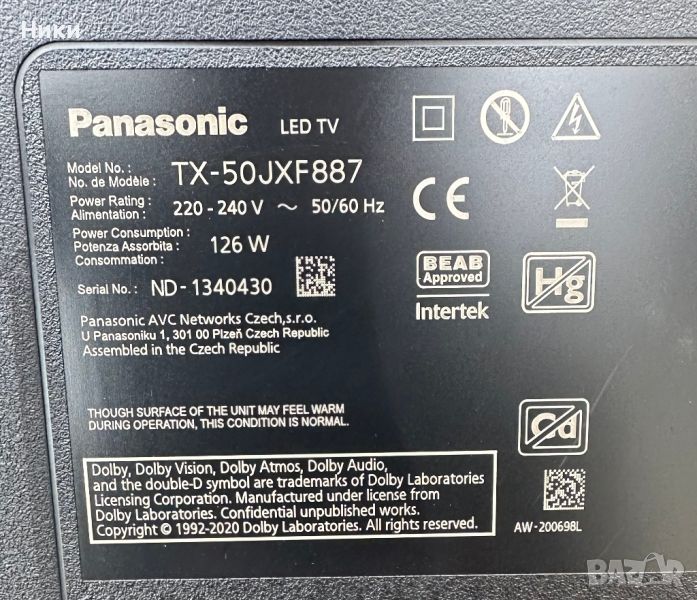 Ники
Panasonic LED TV
Model No. :
No. de Modèle : TX-50JXF887
Power Rating :
Alimentation : 220 - 240 V ~ 50/60 Hz
Power Consumption :
Potenza Assorbita : 126 W
Consommation :
Serial No. : ND - 1340430
Panasonic AVC Networks Czech,s.r.o.
U Panasoniku 1, 301 00 Plzeň Czech Republic
Assembled in the Czech Republic
CE
BEAB
Approved
Intertek
Hg
THOUGH SURFACE OF THE UNIT MAY FEEL WARM
DURING OPERATION, THIS CONDITION IS NORMAL.
Cd
Dolby, Dolby Vision, Dolby Atmos, Dolby Audio,
and the double-D symbol are trademarks of Dolby Laboratories
Licensing Corporation. Manufactured under license from
Dolby Laboratories. Confidential unpublished works.
Copyright © 1992-2020 Dolby Laboratories. All rights reserved.
AW-200698L
BAZAR